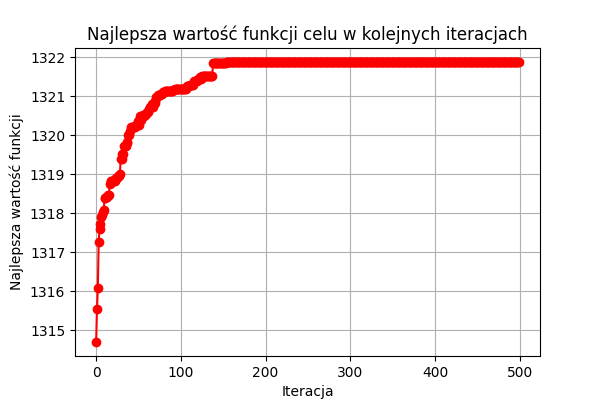 Najlepsza wartość funkcji celu w kolejnych iteracjach
Najlepsza wartość funkcji
1322
1321
1320
1319
1318
1317
1316
1315
0 100 200 300 400 500
Iteracja